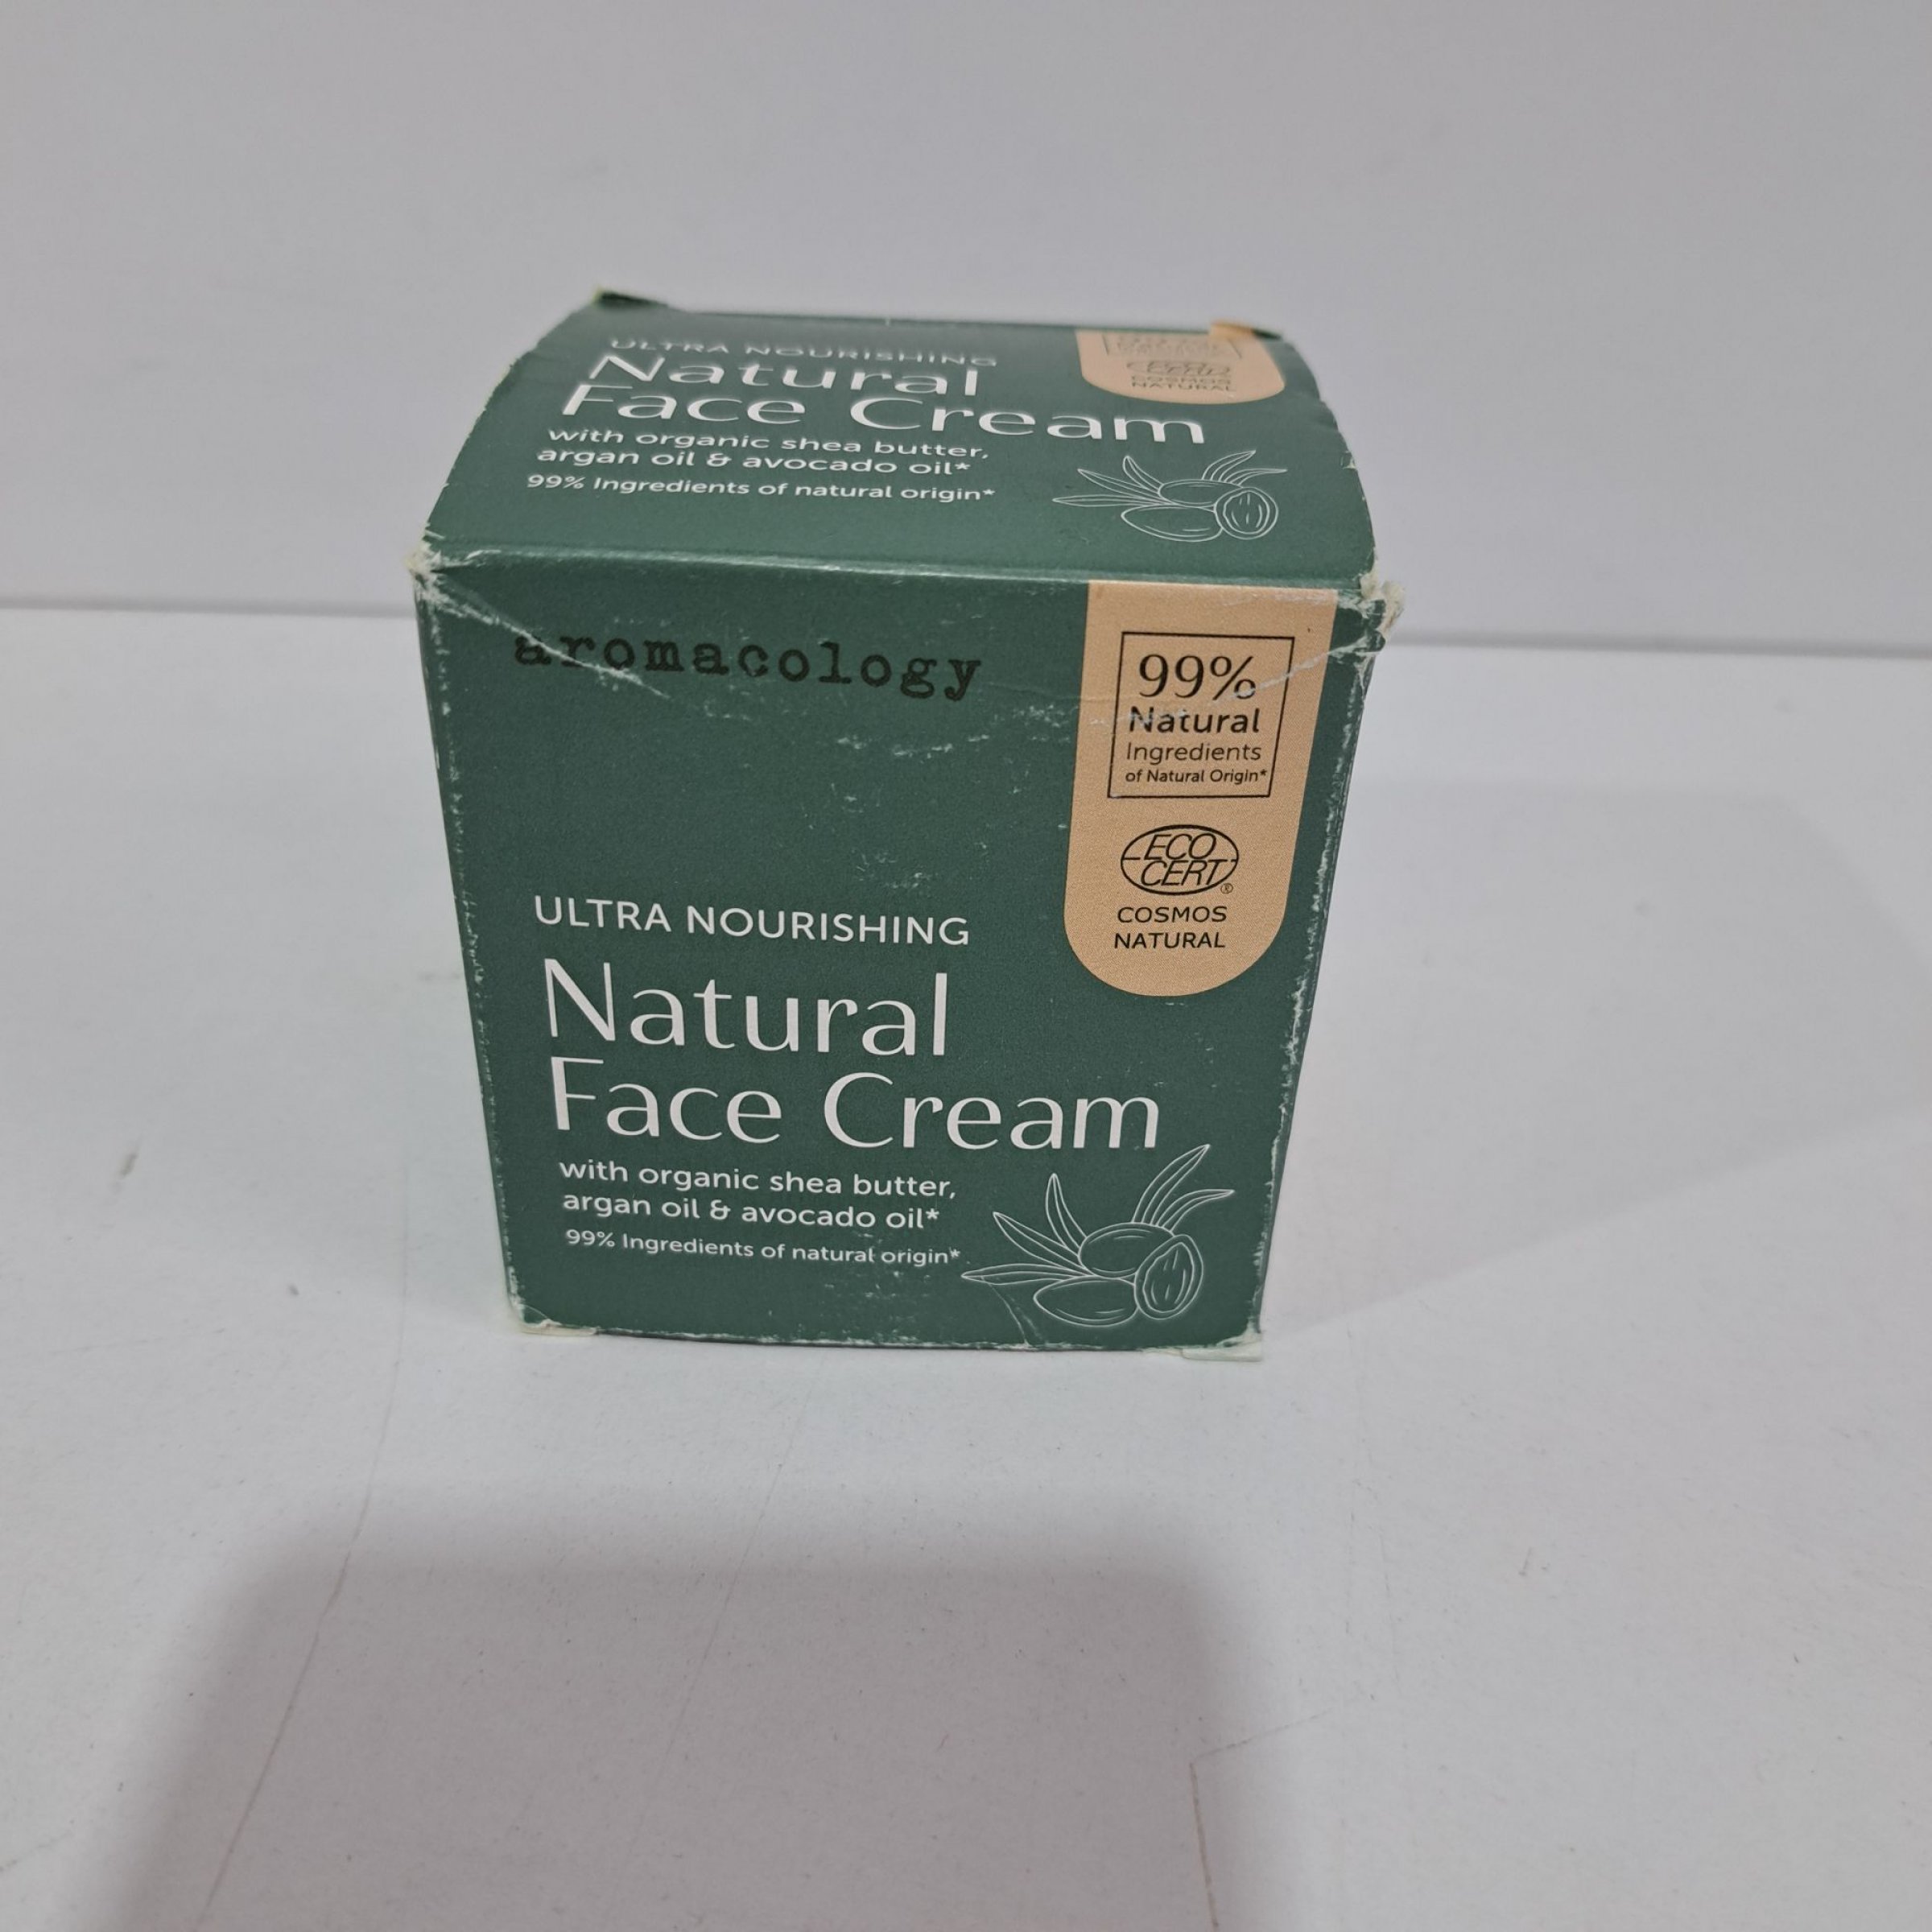 ULTRA NOURISHING
Natural
Face Cream
with organic shea butter,
argan oil & avocado oil*
99% Ingredients of natural origin*
COSMOS
NATURAL
aromacology
99%
Natural
Ingredients
of Natural Origin*
ECO
CERT®
COSMOS
NATURAL
ULTRA NOURISHING
Natural
Face Cream
with organic shea butter,
argan oil & avocado oil*
99% Ingredients of natural origin*